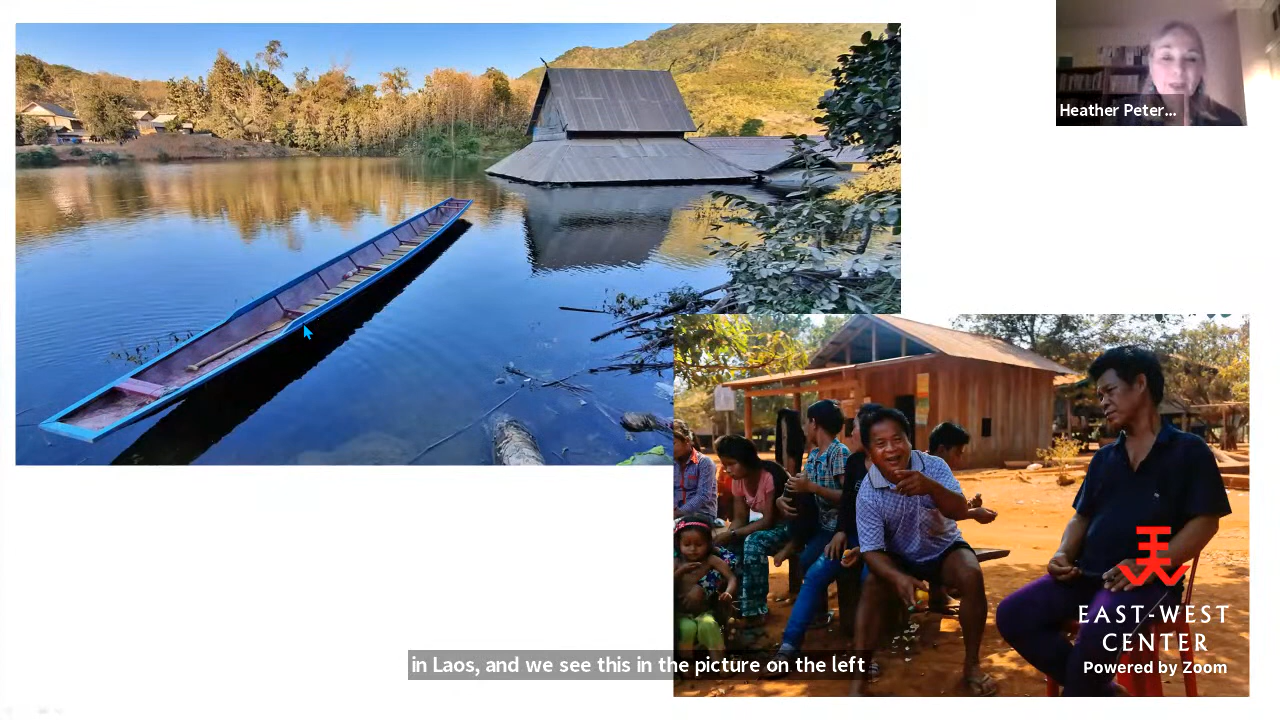 Heather Peter...
EAST-WEST
CENTER
Powered by Zoom
in Laos, and we see this in the picture on the left